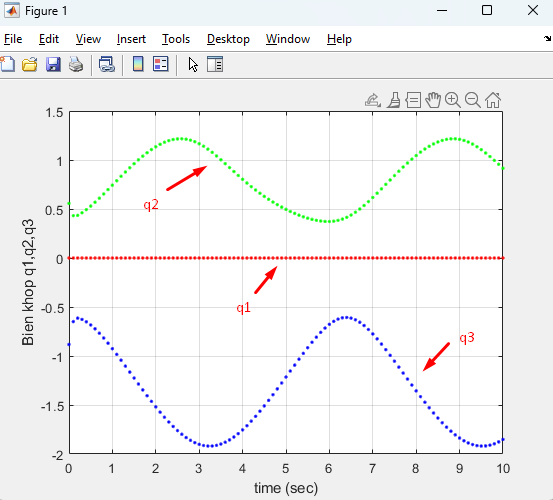 Figure 1
File Edit View Insert Tools Desktop Window Help
1.5
1
0.5
0
-0.5
-1
-1.5
-2
Bien khop q1,q2,q3
q2
q1
q3
0 1 2 3 4 5 6 7 8 9 10
time (sec)